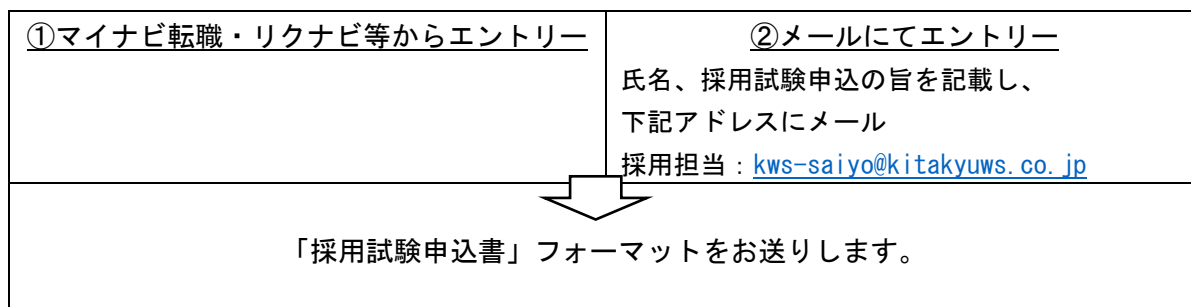 ①マイナビ転職・リクナビ等からエントリー
②メールにてエントリー
氏名、採用試験申込の旨を記載し、
下記アドレスにメール
採用担当：kws-saiyo@kitakyuws.co.jp
「採用試験申込書」フォーマットをお送りします。